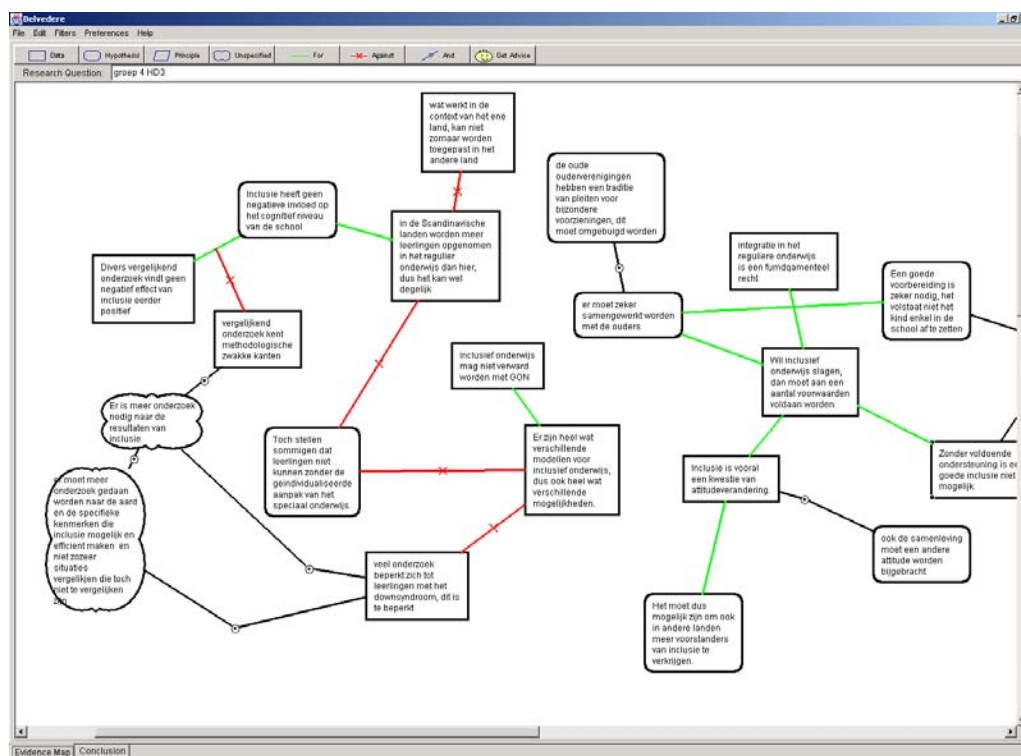 Belvedere
File Edit Filters Preferences Help
Data Hypothesis Principle Unspecified For Against And Get Advice
Research Question: groep 4 HD3
wat werkt in de
context van het ene
land, kan niet
zomaar worden
toegepast in het
andere land
de oude
ouderverenigingen
hebben een traditie
van pleiten voor
bijzondere
voorzieningen, dit
moet omgebuigd worden
Inclusie heeft geen
negatieve invloed op
het cognitief niveau
van de school
in de Scandinavische
landen worden meer
leerlingen opgenomen
in het regulier
onderwijs dan hier,
dus het kan wel
degelijk
integratie in het
reguliere onderwijs
is een furndqamenteel
recht
Divers vergelijkend
onderzoek vindt geen
negatief effect van
inclusie eerder
positief
Een goede
voorbereiding is
zeker nodig, het
volstaat niet het
kind enkel in de
school af te zetten
er moet zeker
samengewerkt worden
met de ouders
vergelijkend
onderzoek kent
methodologische
zwakke kanten
inclusief onderwijs
mag niet verward
worden met GON
Wil inclusief
onderwijs slagen,
dan moet aan een
aantal voorwaarden
voldaan worden.
Er is meer onderzoek
nodig naar de
resultaten van
inclusie.
Toch stellen
sommigen dat
leerlingen niet
kunnen zonder de
geindividualiseerde
aanpak van het
speciaal onderwijs.
Er zijn heel wat
verschillende
modellen voor
inclusief onderwijs,
dus ook heel wat
verschillende
mogelijkheden.
Inclusie is vooral
een kwestie van
attitudeverandering.
Zonder voldoende
ondersteuning is ee
goede inclusie niet
mogelijk.
er moet meer
onderzoek gedaan
worden naar de aard
en de specifieke
kenmerken die
inclusie mogelijk en
efficient maken en
niet zozeer
situaties
vergelijken die toch
niet te vergelijken
zijn
ook de samenleving
moet een andere
attitude worden
bijgebracht
veel onderzoek
beperkt zich tot
leerlingen met het
downsyndroom, dit is
te beperkt
Het moet dus
mogelijk zijn om ook
in andere landen
meer voorstanders
van inclusie te
verkrijgen.
Evidence Map Conclusion